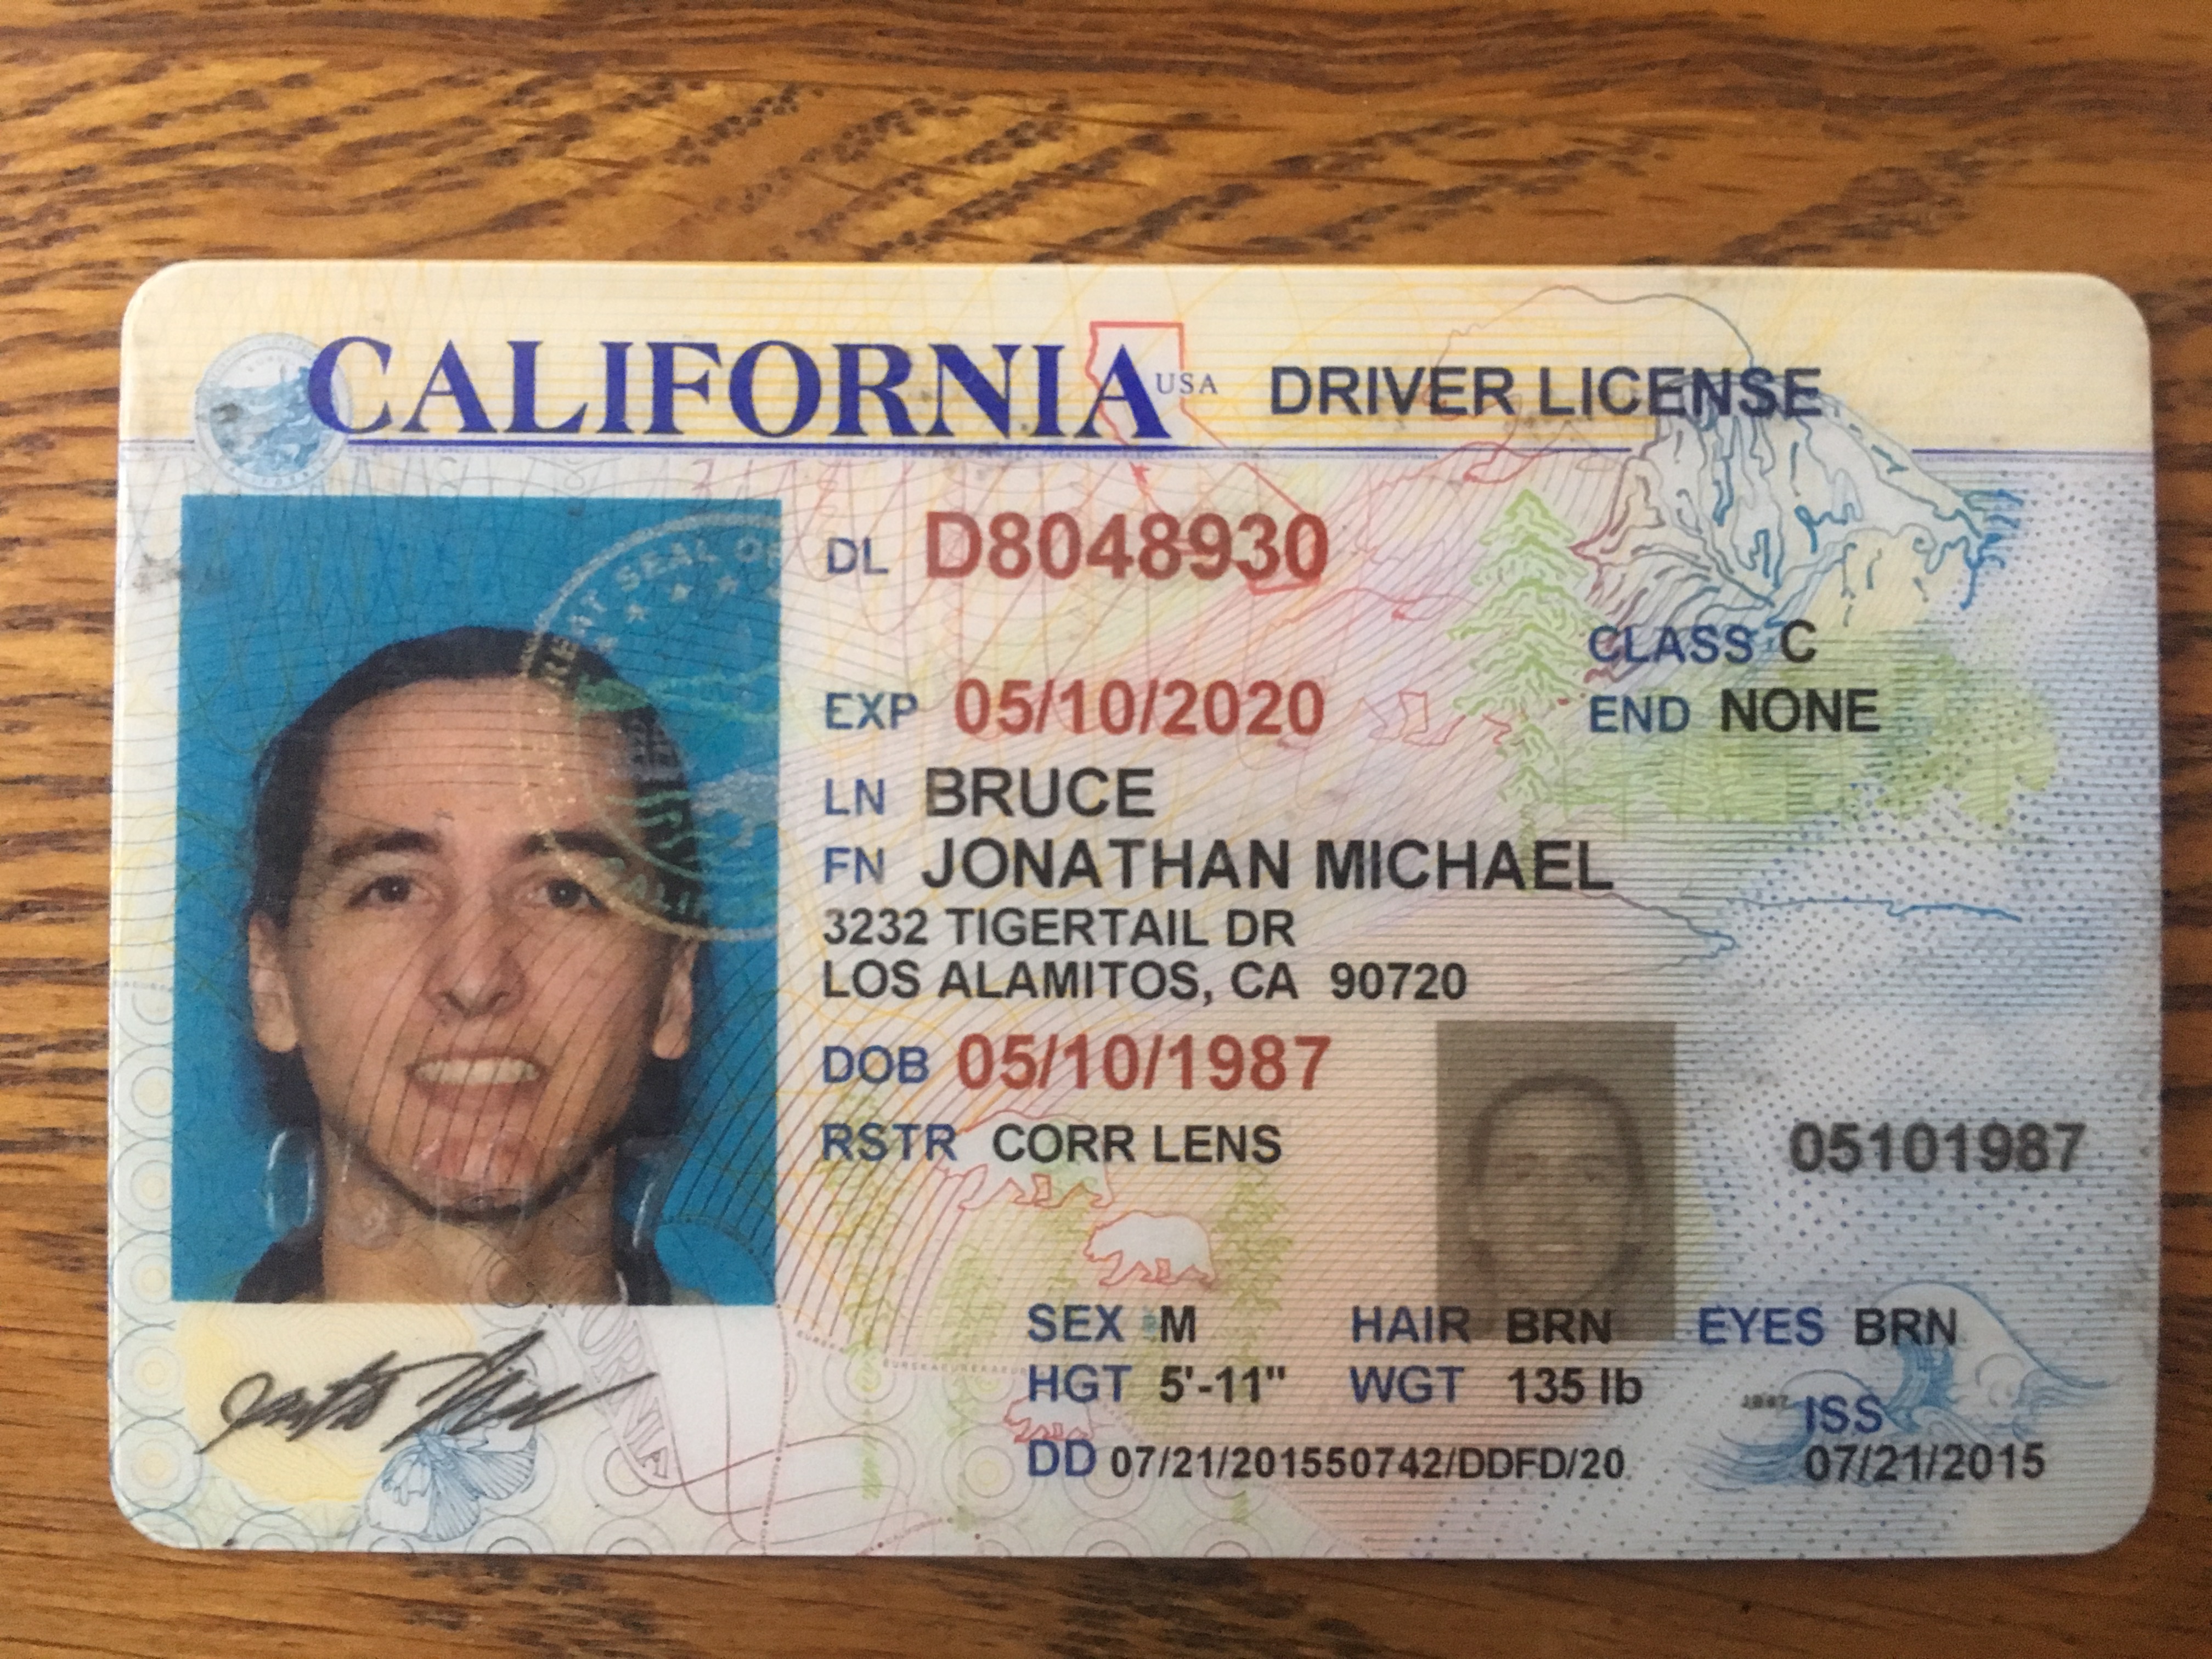 CALIFORNIA USA DRIVER LICENSE
DL D8048930
CLASS C
EXP 05/10/2020
END NONE
LN BRUCE
FN JONATHAN MICHAEL
3232 TIGERTAIL DR
LOS ALAMITOS, CA 90720
DOB 05/10/1987
RSTR CORR LENS
05101987
SEX M HAIR BRN EYES BRN
HGT 5'-11" WGT 135 lb
ISS
DD 07/21/201550742/DDFD/20 07/21/2015